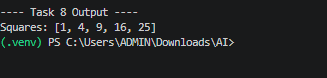 ---- Task 8 Output ----
Squares: [1, 4, 9, 16, 25]
(.venv) PS C:\Users\ADMIN\Downloads\AI>